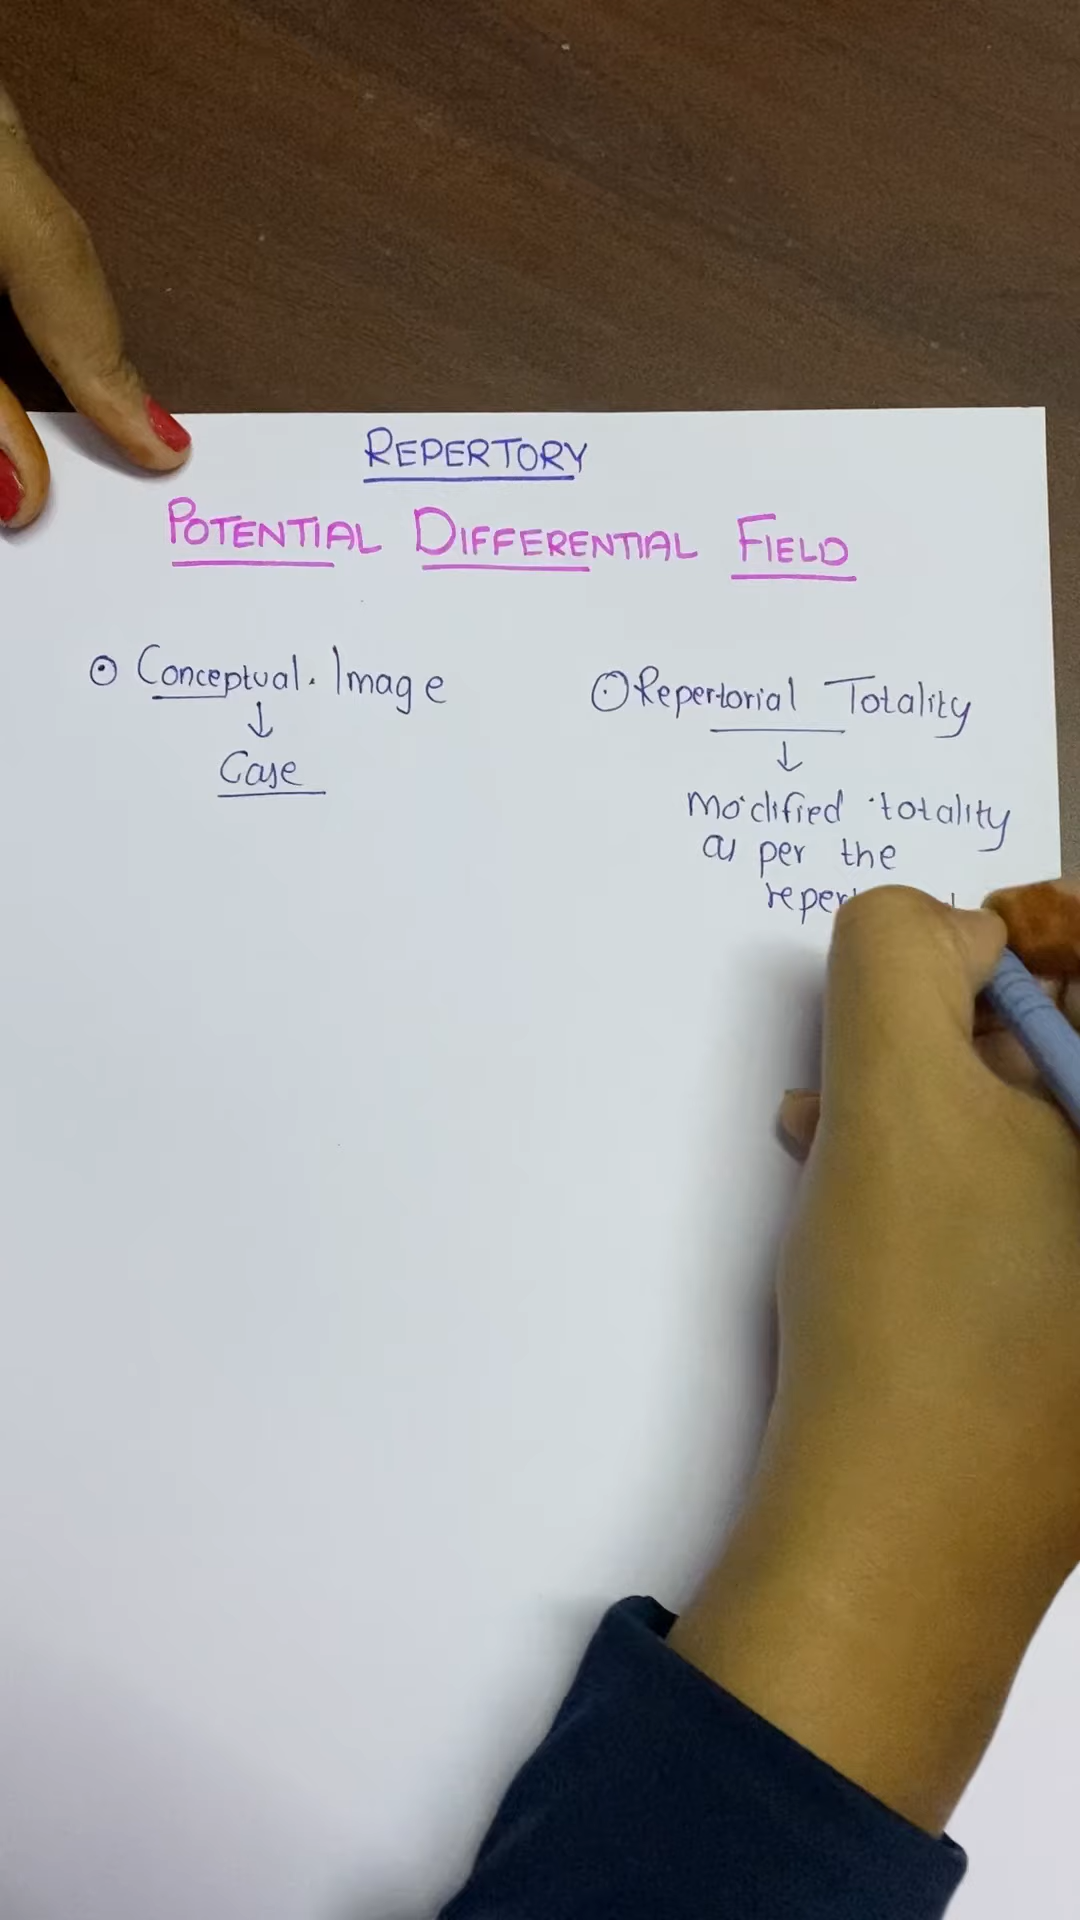 REPERTORY
POTENTIAL DIFFERENTIAL FIELD
Conceptual. Image
↓
Case
Repertorial Totality
↓
modified totality
as per the